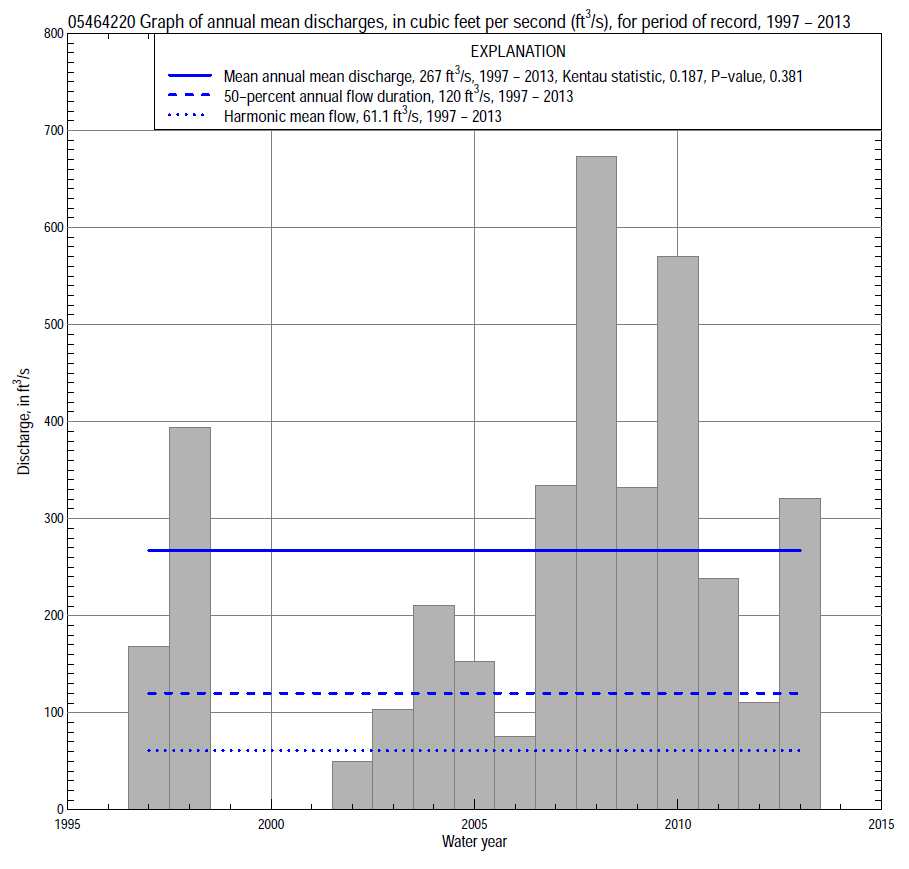 05464220 Graph of annual mean discharges, in cubic feet per second (ft³/s), for period of record, 1997 − 2013
EXPLANATION
Mean annual mean discharge, 267 ft³/s, 1997 − 2013, Kentau statistic, 0.187, P−value, 0.381
50−percent annual flow duration, 120 ft³/s, 1997 − 2013
Harmonic mean flow, 61.1 ft³/s, 1997 − 2013
800
700
600
500
400
300
200
100
0
Discharge, in ft³/s
1995 2000 2005 2010 2015
Water year